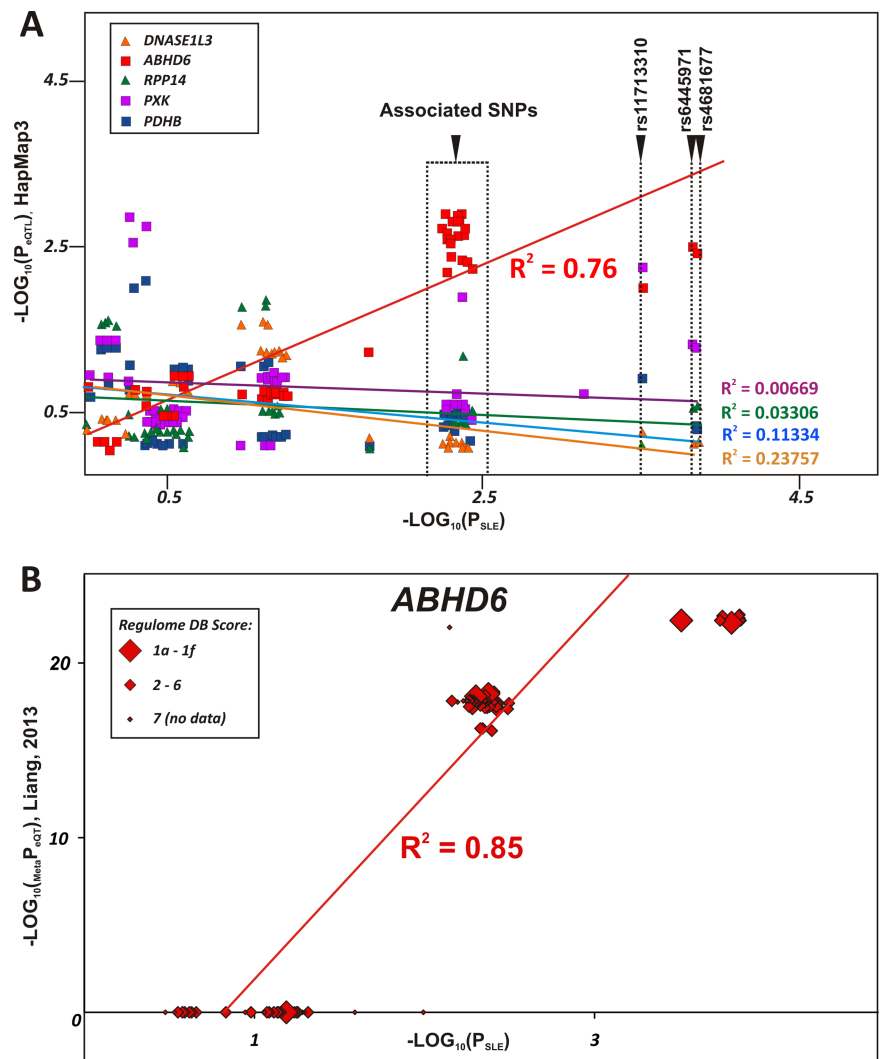 A
DNASE1L3
ABHD6
RPP14
PXK
PDHB
4.5
2.5
0.5
-LOG10(PeQTL), HapMap3
Associated SNPs
rs11713310
rs6445971
rs4681677
R² = 0.76
R² = 0.00669
R² = 0.03306
R² = 0.11334
R² = 0.23757
0.5
2.5
4.5
-LOG10(PSLE)
B
ABHD6
Regulome DB Score:
1a - 1f
2 - 6
7 (no data)
20
10
0
-LOG10(MetaPeQT), Liang, 2013
R² = 0.85
1
-LOG10(PSLE)
3